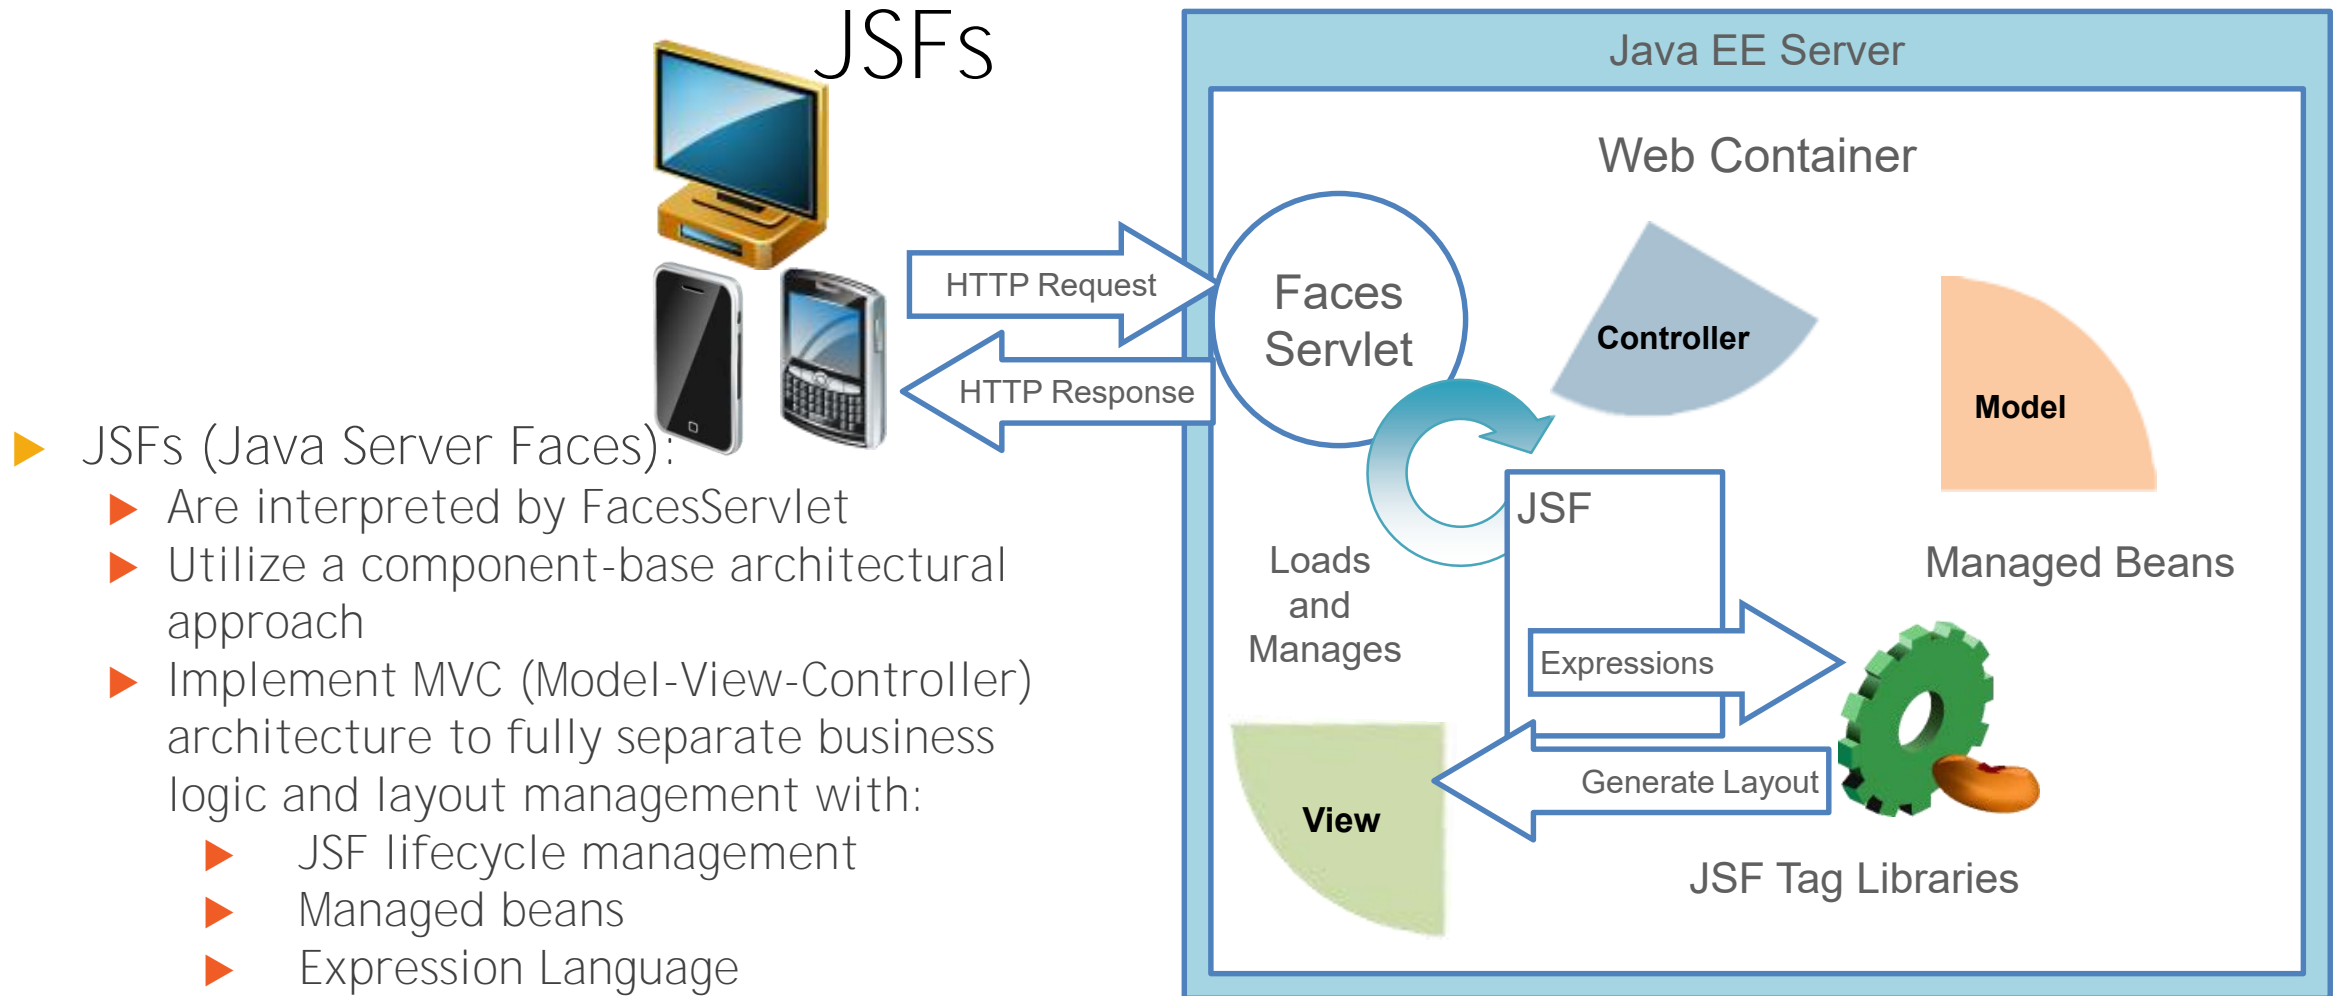 JSFs
JSFs (Java Server Faces):
Are interpreted by FacesServlet
Utilize a component-base architectural
approach
Implement MVC (Model-View-Controller)
architecture to fully separate business
logic and layout management with:
JSF lifecycle management
Managed beans
Expression Language
Java EE Server
Web Container
HTTP Request
HTTP Response
Faces
Servlet
Controller
Model
Managed Beans
JSF
Loads
and
Manages
Expressions
Generate Layout
View
JSF Tag Libraries